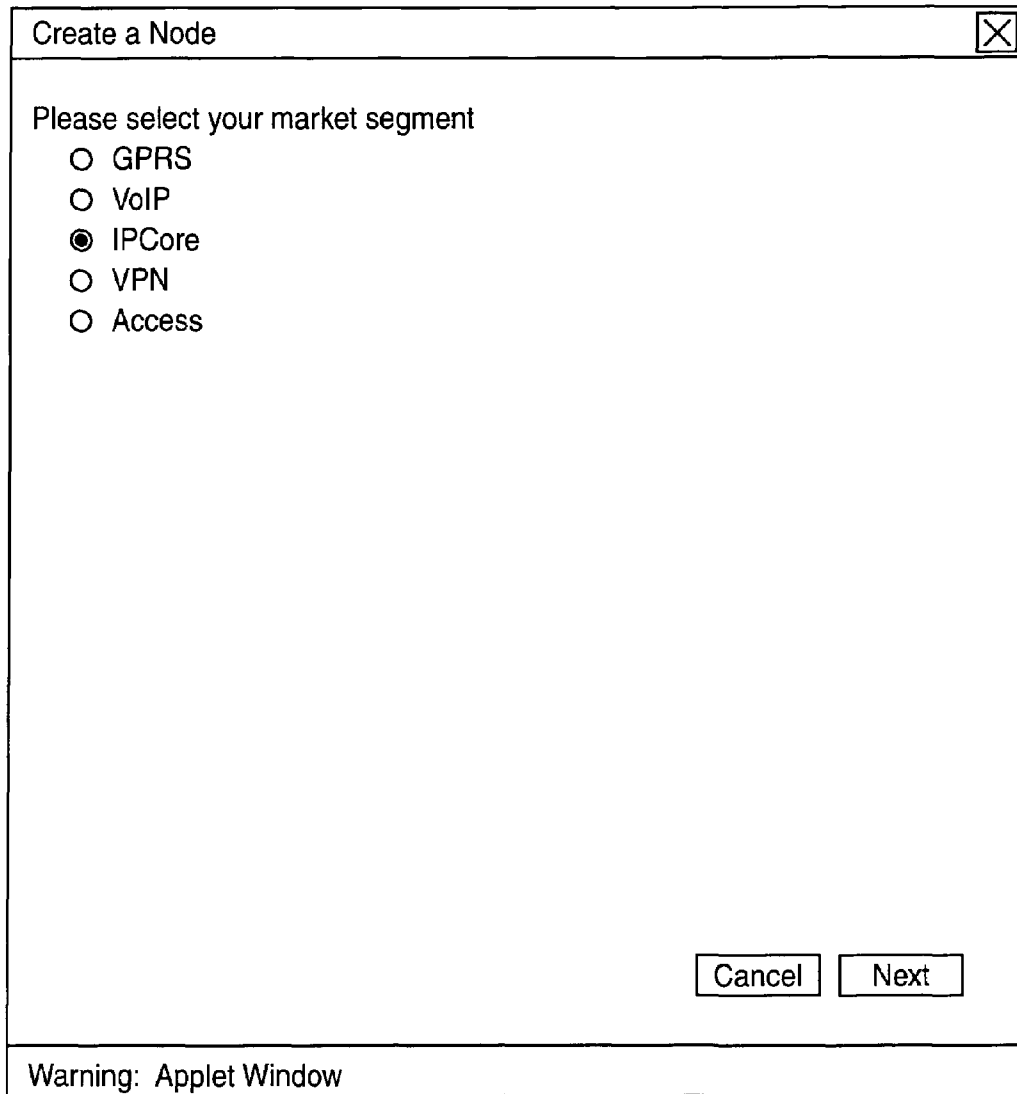 Create a Node
Please select your market segment
GPRS
VoIP
IPCore
VPN
Access
Cancel Next
Warning: Applet Window